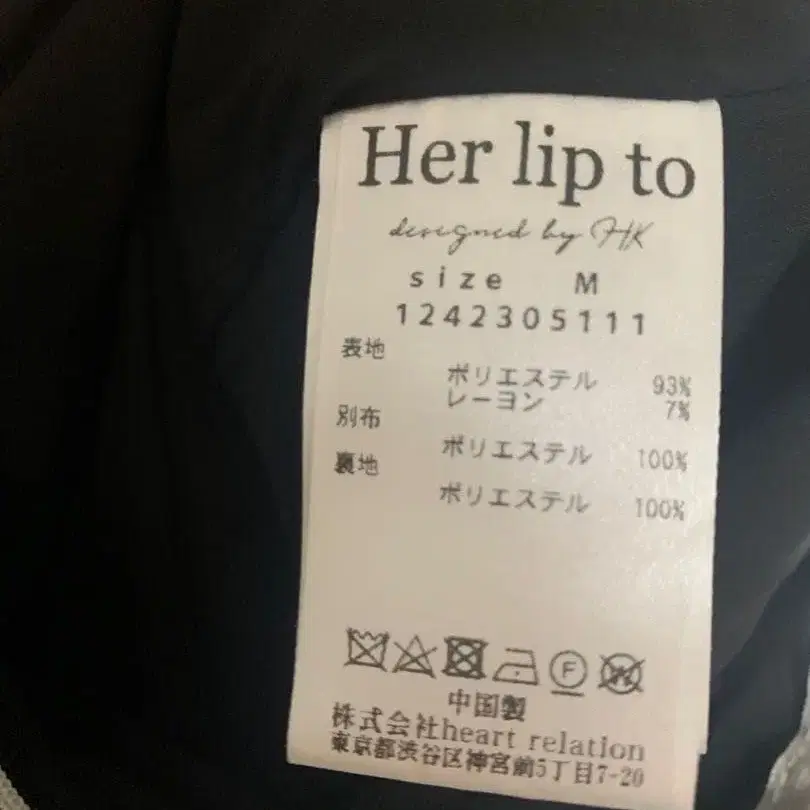 Her lip to
designed by HK
size M
1242305111
表地
ポリエステル 93%
レーヨン 7%
別布
ポリエステル 100%
裏地
ポリエステル 100%
F
W
中国製
株式会社heart relation
東京都渋谷区神宮前5丁目7-20